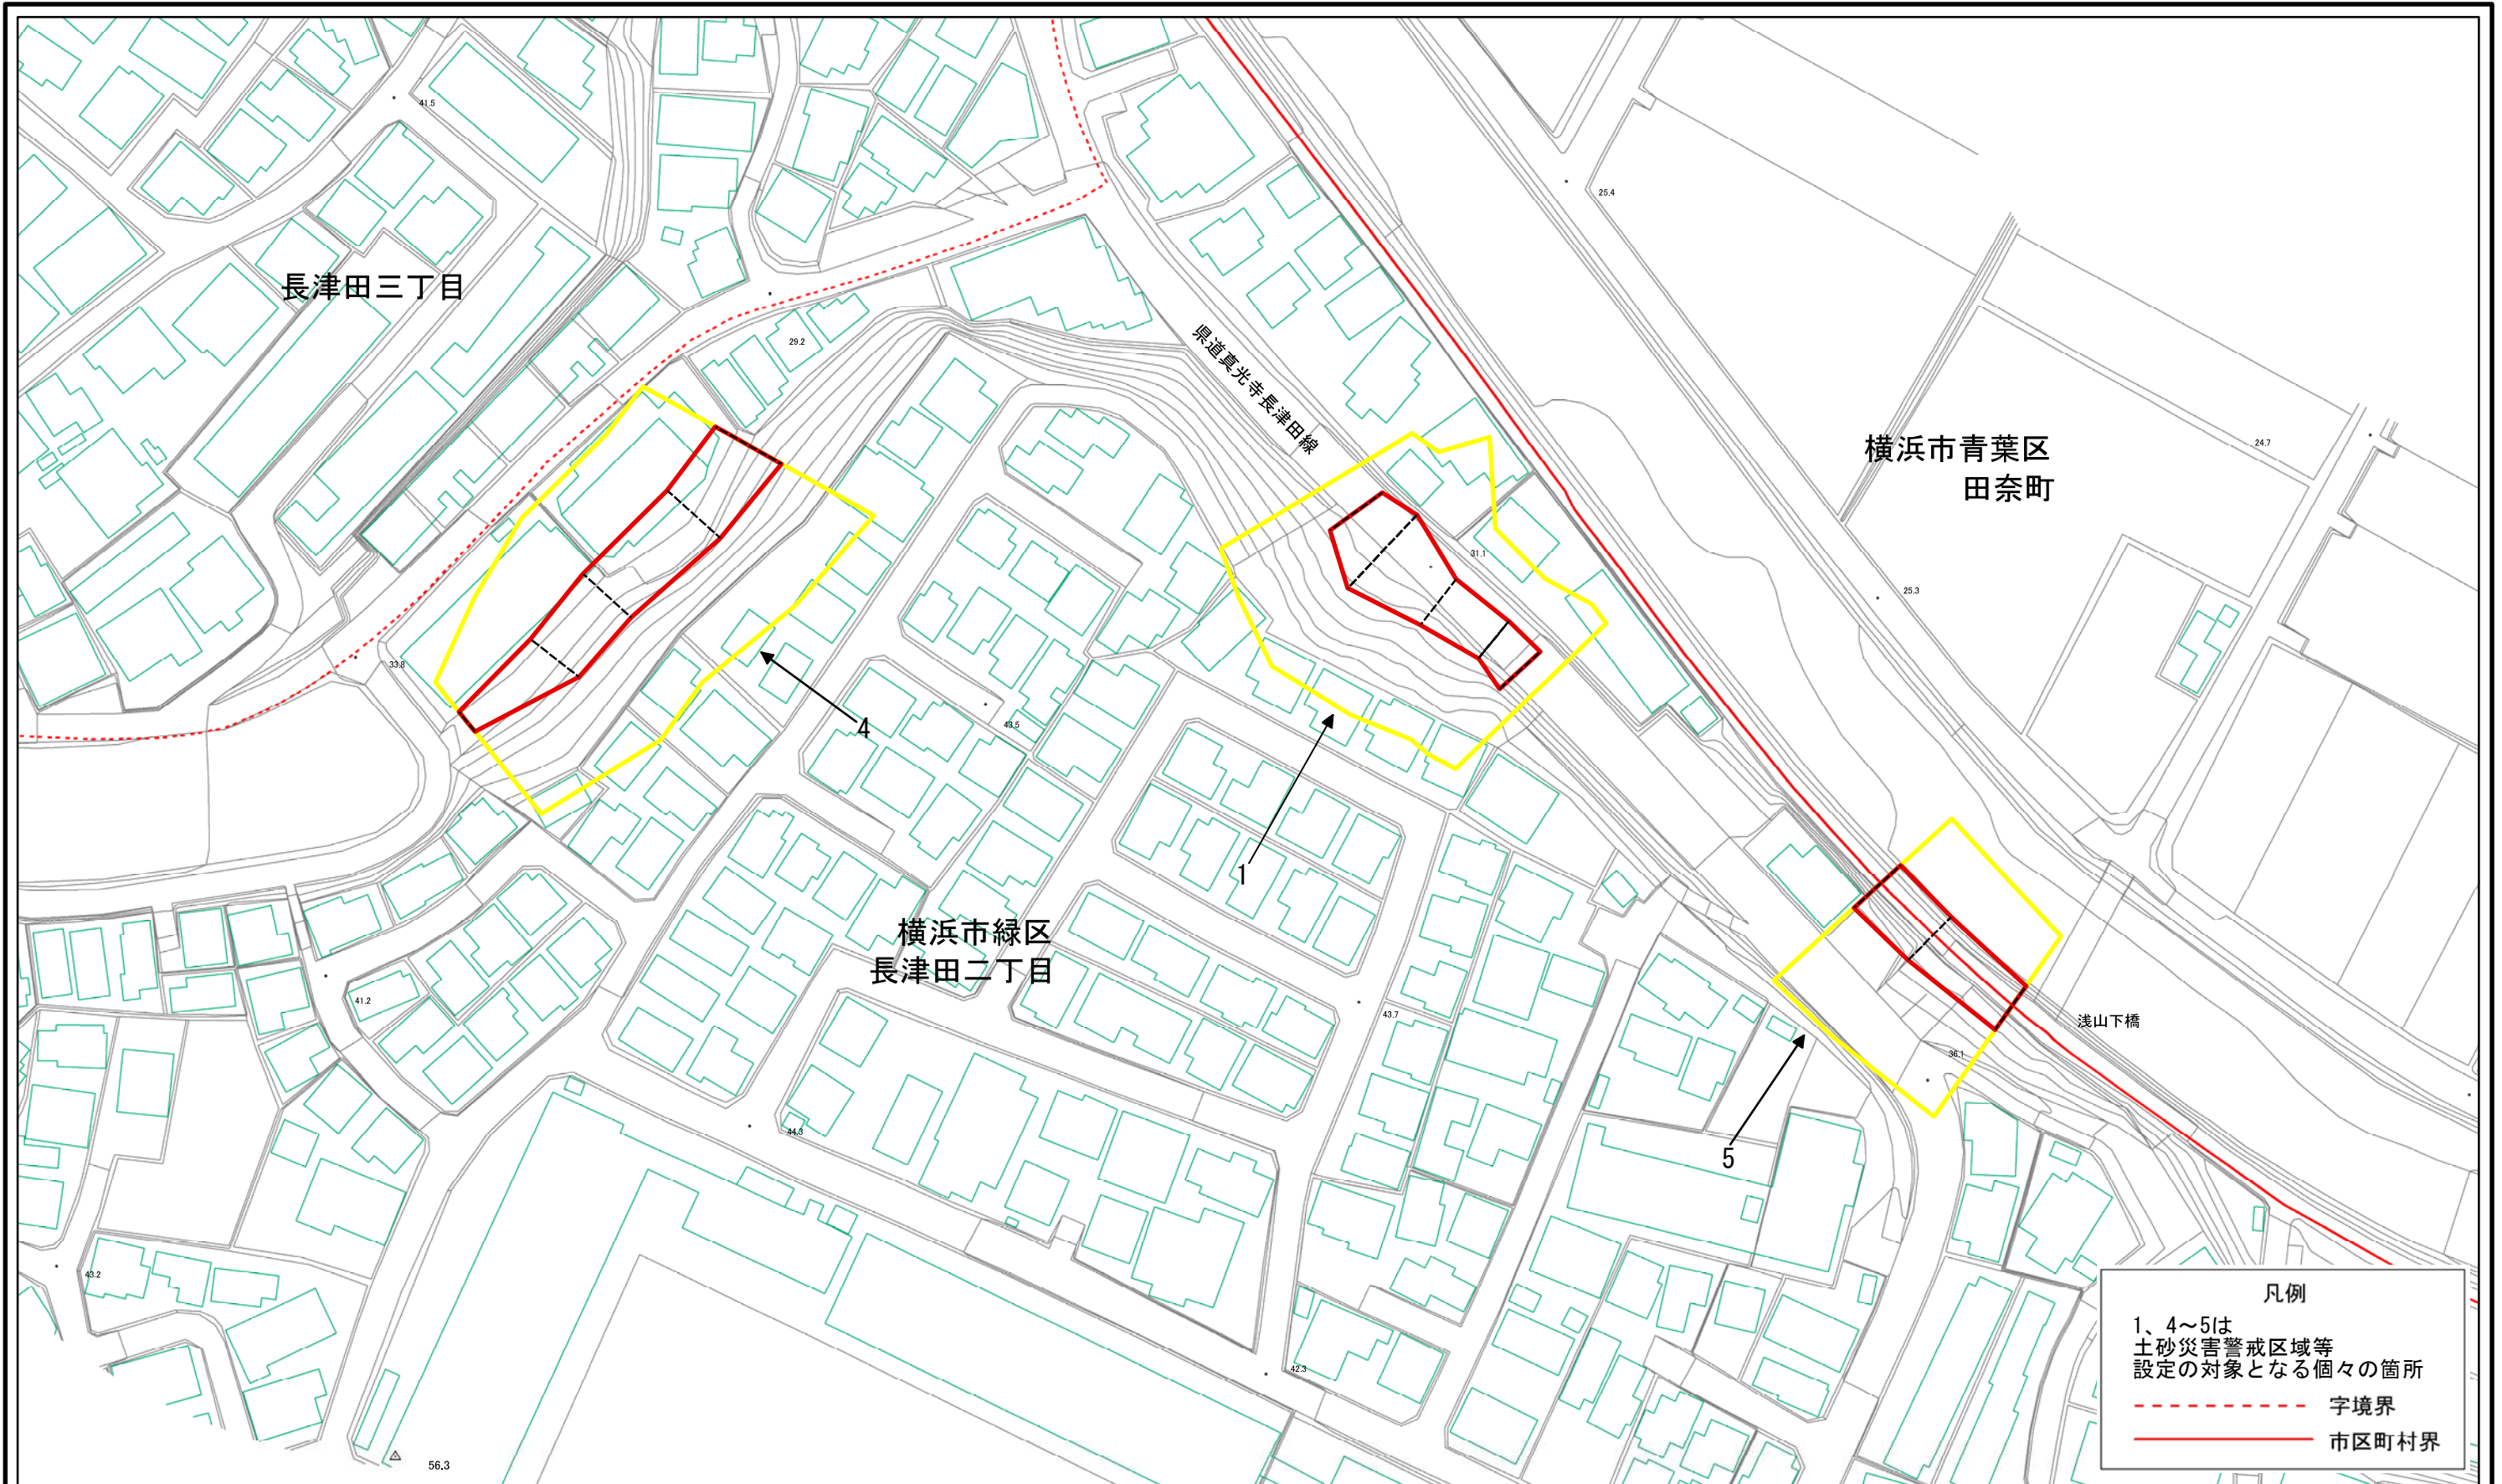 41.5
25.4
長津田三丁目
29.2
県道真光寺長津田線
横浜市青葉区
田奈町
24.7
31.1
25.3
33.8
4
43.5
1
横浜市緑区
長津田二丁目
41.2
43.7
浅山下橋
36.1
44.3
5
43.2
42.3
56.3
凡例
1、4~5は
土砂災害警戒区域等
設定の対象となる個々の箇所
字境界
市区町村界